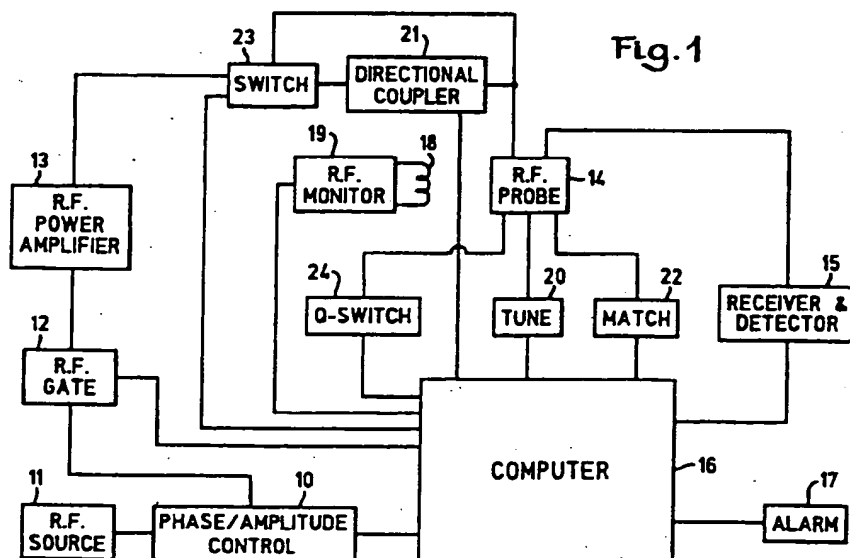 Fig. 1
23
SWITCH
21
DIRECTIONAL
COUPLER
19
R.F.
MONITOR
18
13
R.F.
POWER
AMPLIFIER
R.F.
PROBE
14
24
Q-SWITCH
20
TUNE
22
MATCH
15
RECEIVER &
DETECTOR
12
R.F.
GATE
COMPUTER
16
11
R.F.
SOURCE
10
PHASE/AMPLITUDE
CONTROL
17
ALARM